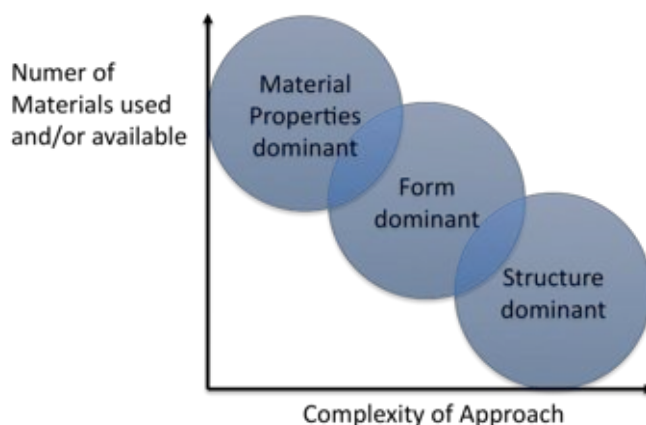 Numer of
Materials used
and/or available
Material
Properties
dominant
Form
dominant
Structure
dominant
Complexity of Approach